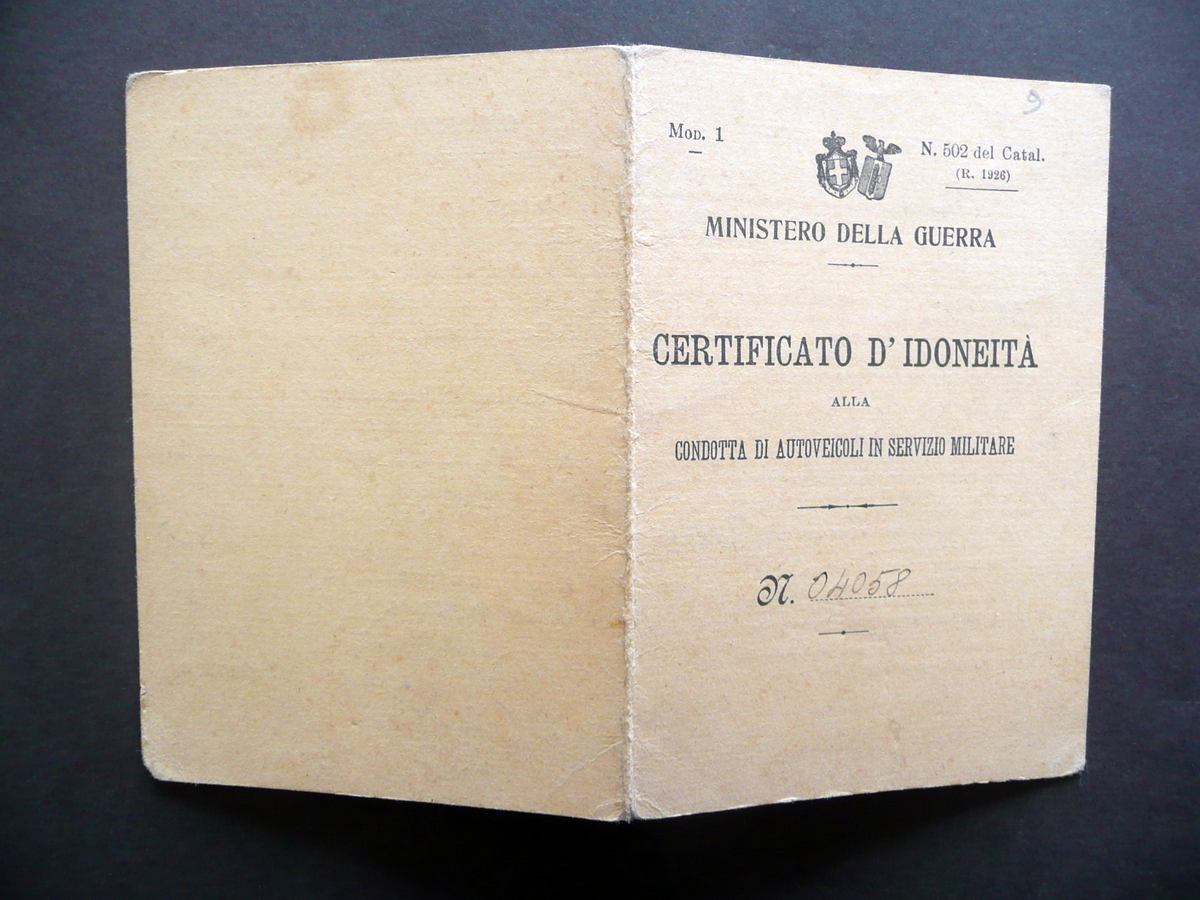 9
Mod. 1
N. 502 del Catal.
(R. 1926)
MINISTERO DELLA GUERRA
CERTIFICATO D'IDONEITÀ
ALLA
CONDOTTA DI AUTOVEICOLI IN SERVIZIO MILITARE
N. 04058